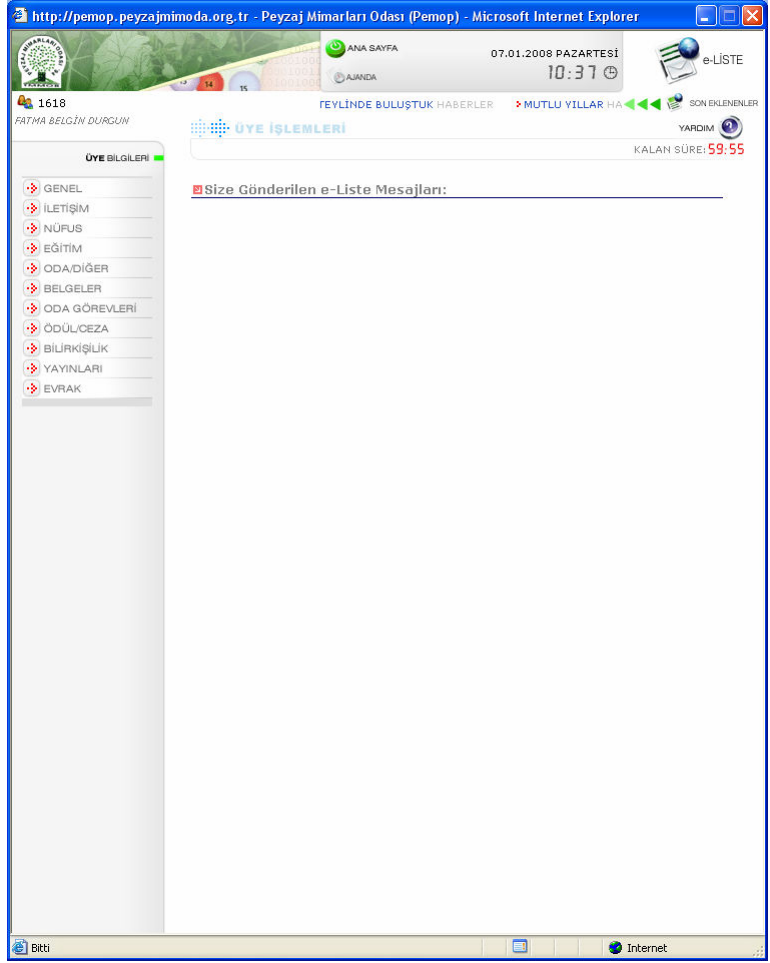 http://pemop.peyzajmimoda.org.tr - Peyzaj Mimarları Odası (Pemop) - Microsoft Internet Explorer
ANA SAYFA
AJANDA
07.01.2008 PAZARTESİ
10:37
e-LİSTE
14
15
1618
FATMA BELGİN DURGUN
TEYLİNDE BULUŞTUK HABERLER MUTLU YILLAR HA
SON EKLENENLER
ÜYE İŞLEMLERİ
YARDIM
KALAN SÜRE: 59:55
ÜYE BİLGİLERİ
GENEL
İLETİŞİM
NÜFUS
EĞİTİM
ODA/DİĞER
BELGELER
ODA GÖREVLERİ
ÖDÜL/CEZA
BİLİRKİŞİLİK
YAYINLARI
EVRAK
Size Gönderilen e-Liste Mesajları:
Bitti
Internet